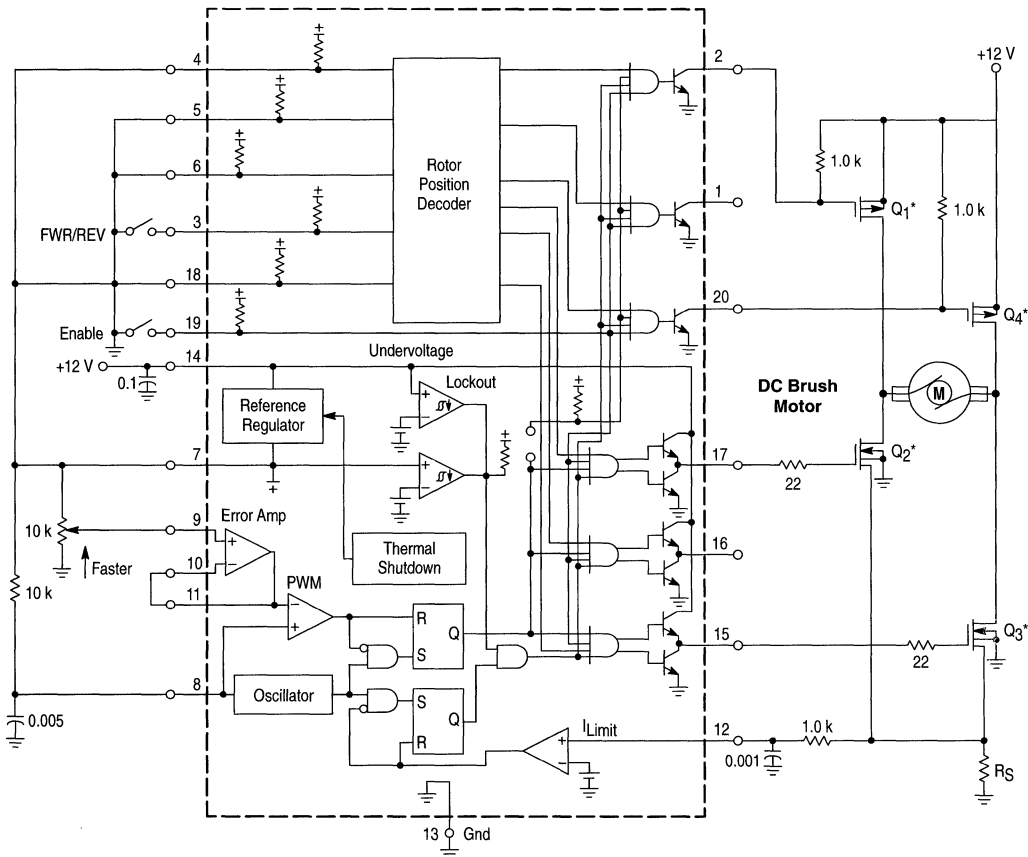 4
2
+12 V
5
1.0 k
6
Rotor
Position
Decoder
1
Q1*
1.0 k
FWR/REV
3
18
20
Q4*
Enable
19
Undervoltage
+12 V
14
Lockout
0.1
Reference
Regulator
DC Brush
Motor
M
7
17
22
Q2*
10 k
9
Error Amp
Thermal
Shutdown
16
Faster
10
10 k
11
PWM
R
Q
S
15
22
Q3*
8
Oscillator
S
Q
R
0.005
ILimit
12
1.0 k
0.001
RS
13
Gnd
+
-
+
-
+
-
-
+
+
-